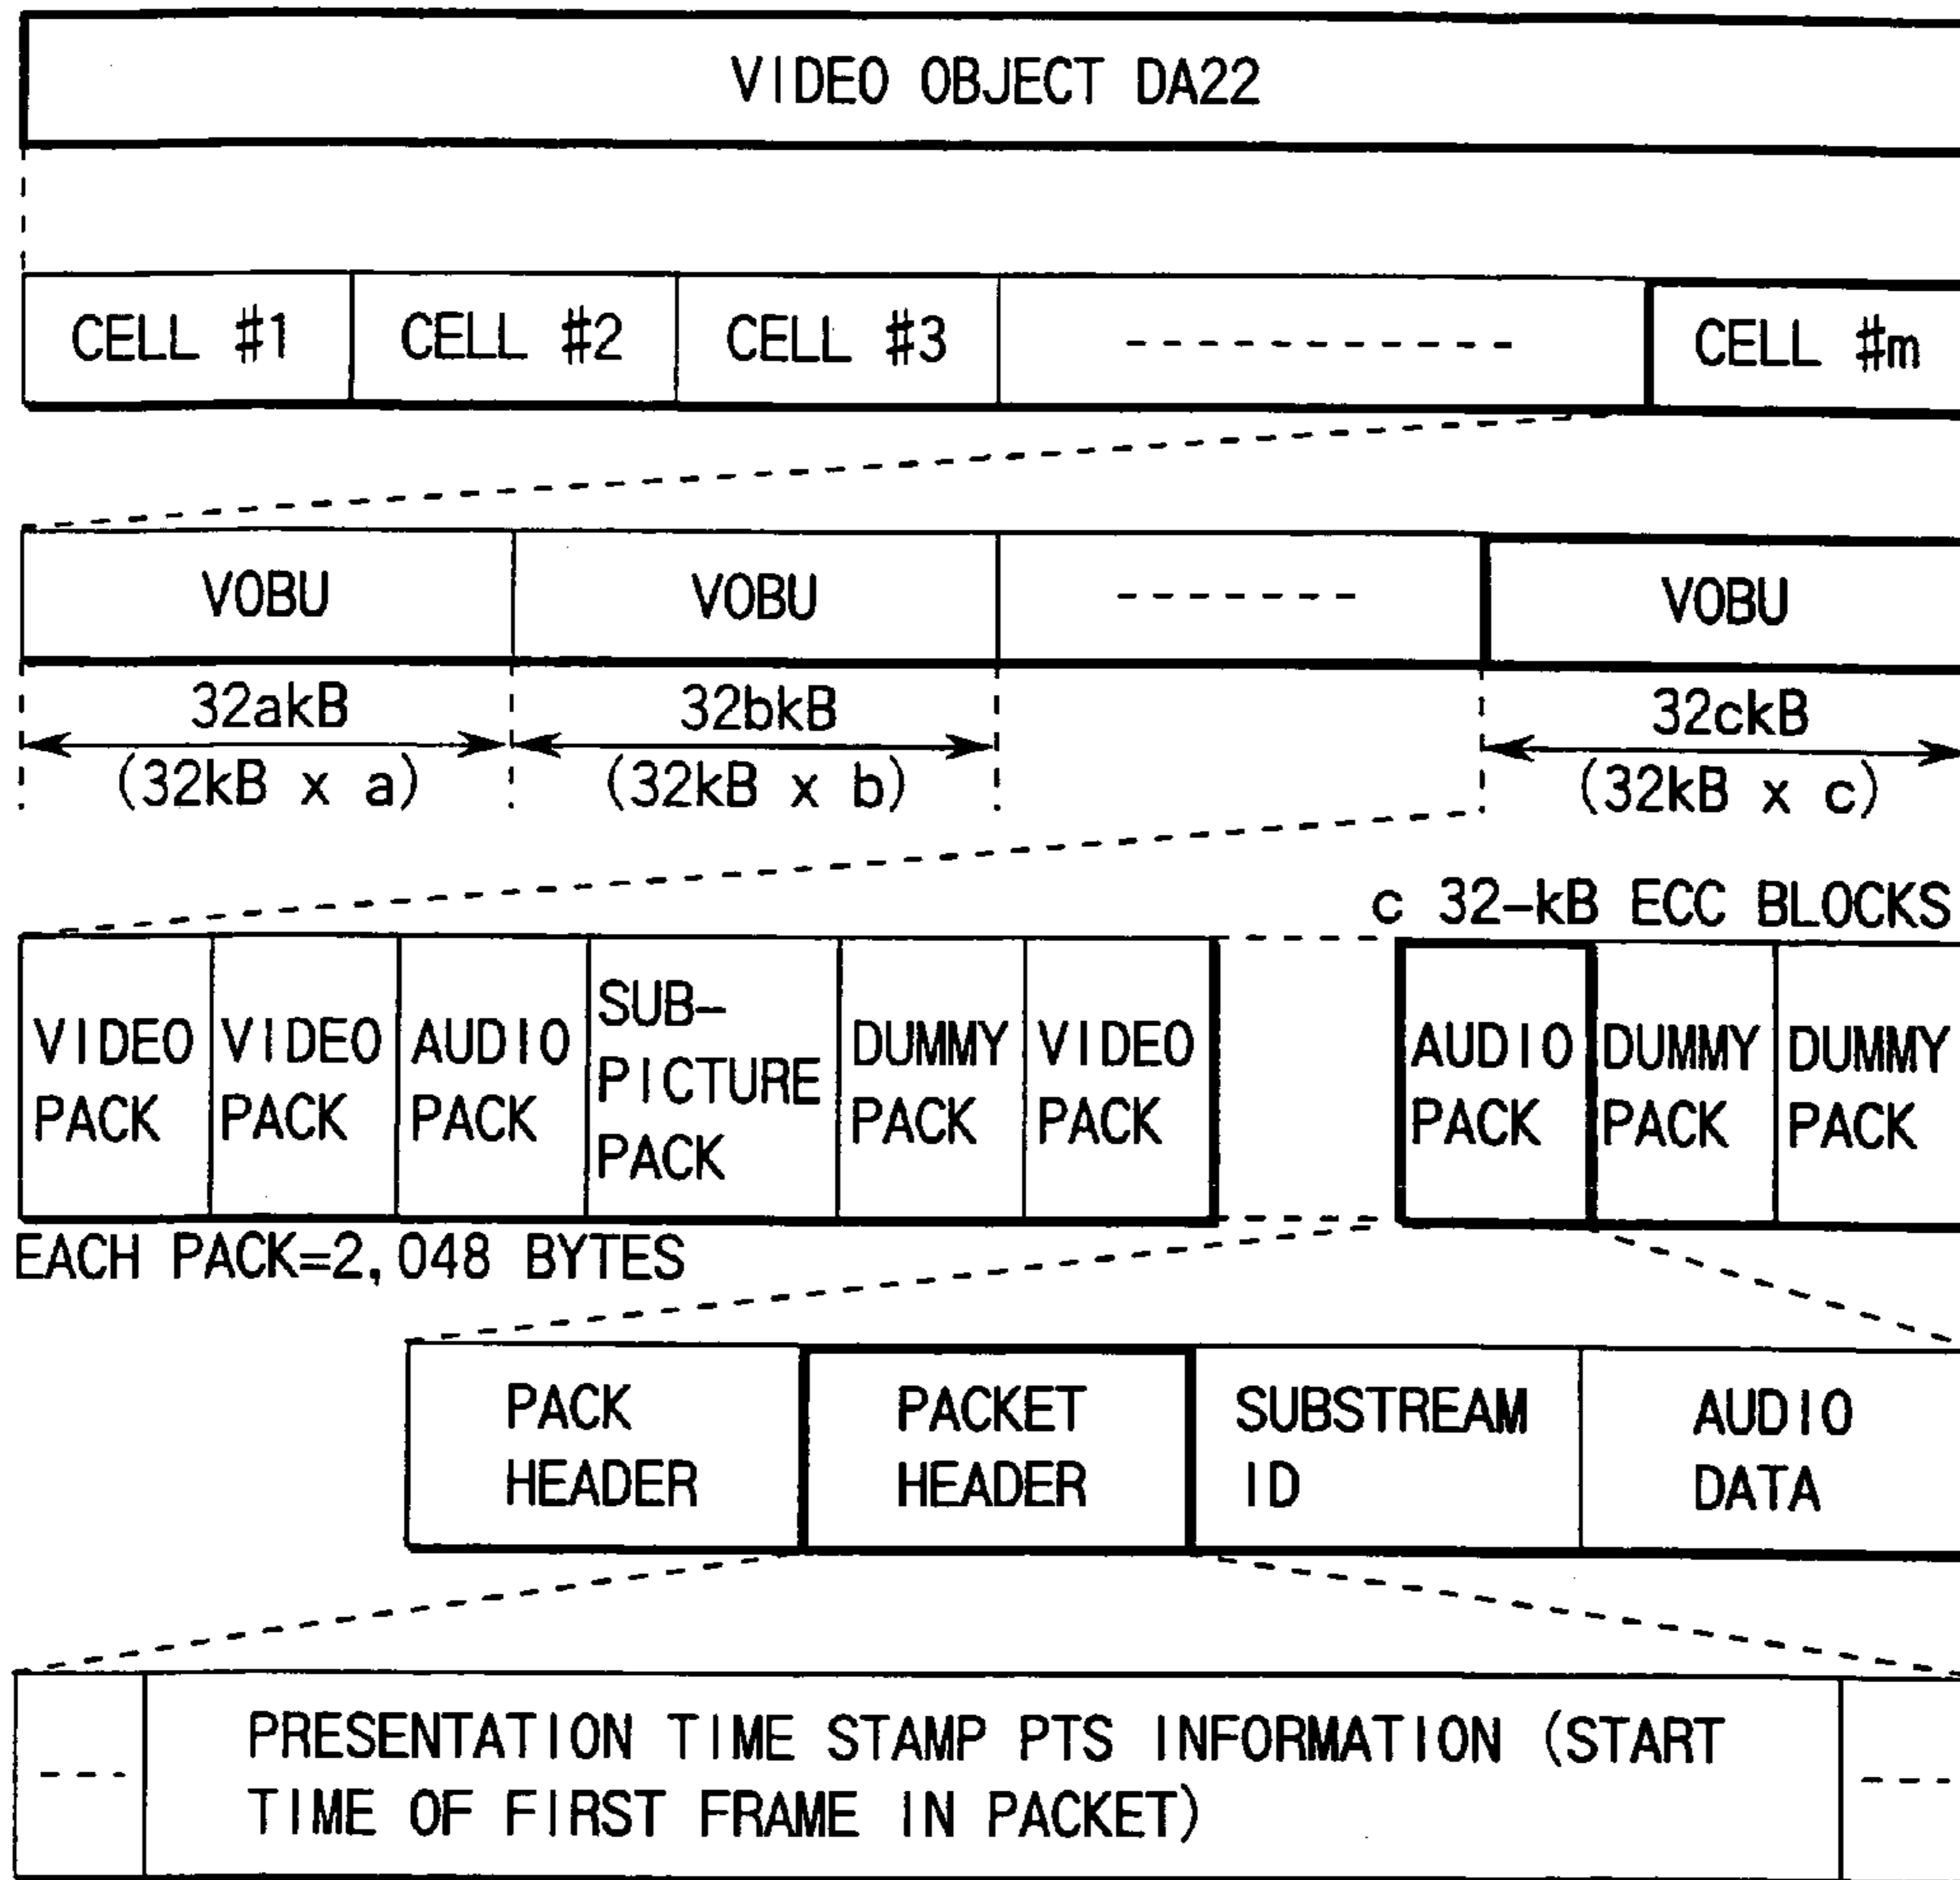 VIDEO OBJECT DA22
CELL #1 CELL #2 CELL #3 ------------ CELL #m
VOBU VOBU ------- VOBU
32akB 32bkB 32ckB
(32kB x a) (32kB x b) (32kB x c)
c 32-kB ECC BLOCKS
VIDEO PACK
VIDEO PACK
AUDIO PACK
SUB-
PICTURE
PACK
DUMMY PACK
VIDEO PACK
AUDIO PACK
DUMMY PACK
DUMMY PACK
EACH PACK=2,048 BYTES
PACK
HEADER
PACKET
HEADER
SUBSTREAM
ID
AUDIO
DATA
--- PRESENTATION TIME STAMP PTS INFORMATION (START ---
TIME OF FIRST FRAME IN PACKET)